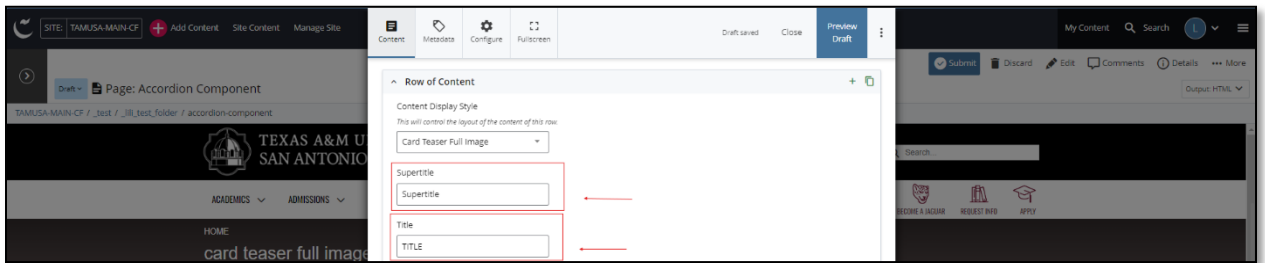 SITE: TAMUSA-MAIN-CF Add Content Site Content Manage Site
Content Metadata Configure Fullscreen Draft saved Close Preview Draft
My Content Search L
Submit Discard Edit Comments Details More
Draft Page: Accordion Component
Output: HTML
TAMUSA-MAIN-CF / _test / _lili_test_folder / accordion-component
Row of Content
Content Display Style
This will control the layout of the content of this row.
Card Teaser Full Image
TEXAS A&M U
SAN ANTONIO
Search...
Supertitle
Supertitle
ACADEMICS ADMISSIONS
BECOME A JAGUAR REQUEST INFO APPLY
Title
TITLE
HOME
card teaser full image